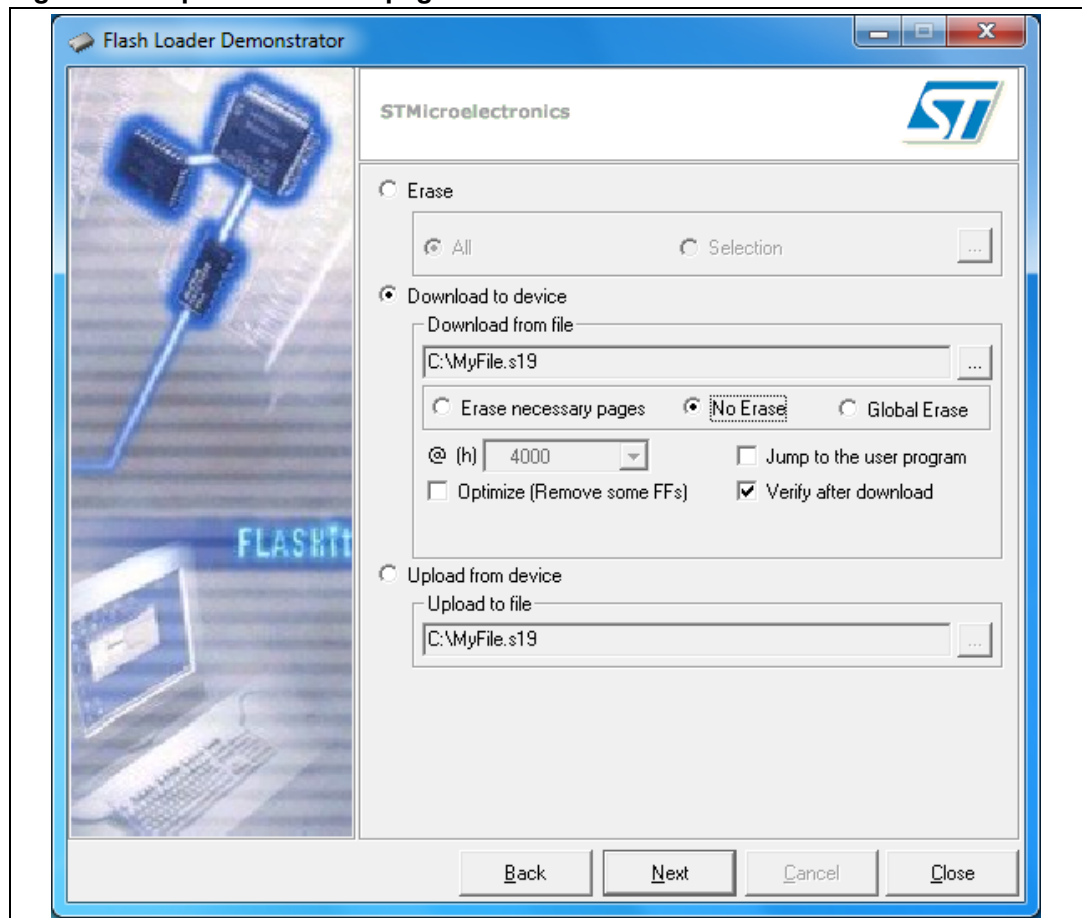 Flash Loader Demonstrator
STMicroelectronics
ST
Erase
All Selection ...
Download to device
Download from file
C:\MyFile.s19 ...
Erase necessary pages No Erase Global Erase
@ (h) 4000 Jump to the user program
Optimize (Remove some FFs) Verify after download
FLASH
Upload from device
Upload to file
C:\MyFile.s19 ...
Back Next Cancel Close